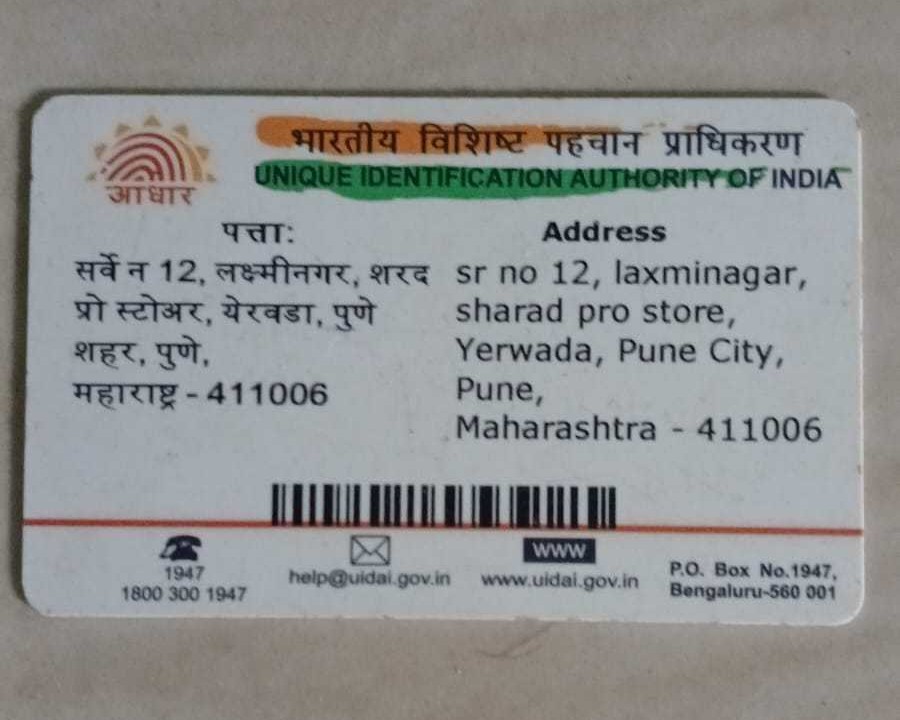 भारतीय विशिष्ट पहचान प्राधिकरण
UNIQUE IDENTIFICATION AUTHORITY OF INDIA
आधार
पत्ता:
सर्वे न 12, लक्ष्मीनगर, शरद
प्रो स्टोअर, येरवडा, पुणे
शहर, पुणे,
महाराष्ट्र - 411006
Address
sr no 12, laxminagar,
sharad pro store,
Yerwada, Pune City,
Pune,
Maharashtra - 411006
1947
1800 300 1947
help@uidai.gov.in
www
www.uidai.gov.in
P.O. Box No.1947,
Bengaluru-560 001